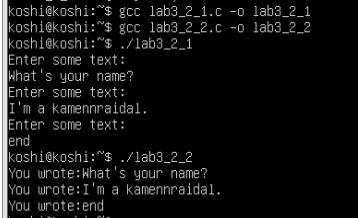 koshi@koshi:~$ gcc lab3_2_1.c -o lab3_2_1
koshi@koshi:~$ gcc lab3_2_2.c -o lab3_2_2
koshi@koshi:~$ ./lab3_2_1
Enter some text:
What's your name?
Enter some text:
I'm a kamennraidal.
Enter some text:
end
koshi@koshi:~$ ./lab3_2_2
You wrote:What's your name?
You wrote:I'm a kamennraidal.
You wrote:end